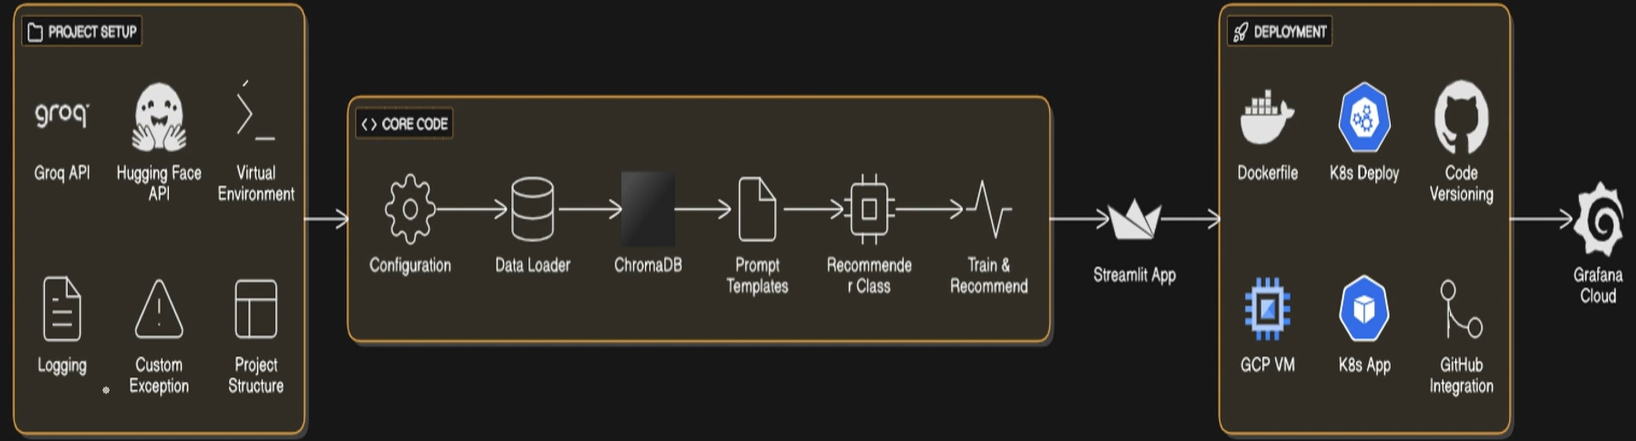 PROJECT SETUP
groq
Groq API
Hugging Face
API
Virtual
Environment
Logging
Custom
Exception
Project
Structure
CORE CODE
Configuration
Data Loader
ChromaDB
Prompt
Templates
Recommende
r Class
Train &
Recommend
Streamlit App
DEPLOYMENT
Dockerfile
K8s Deploy
Code
Versioning
GCP VM
K8s App
GitHub
Integration
Grafana
Cloud